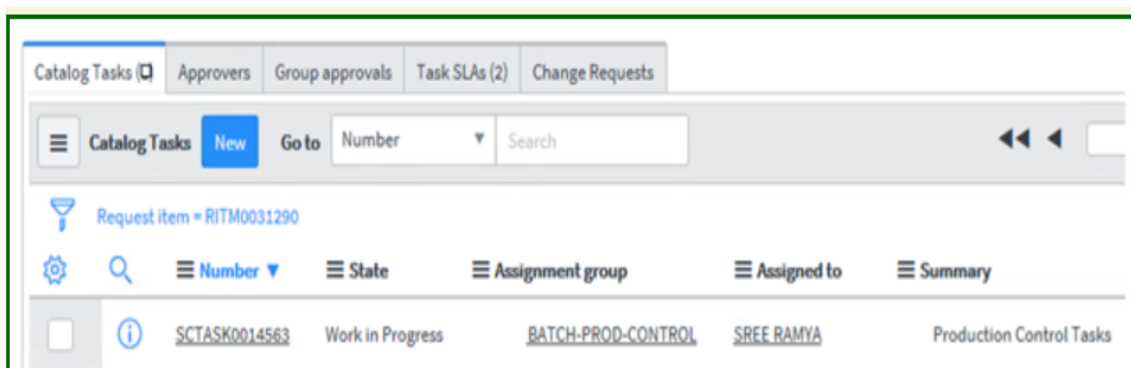 Catalog Tasks ( Approvers Group approvals Task SLAs (2) Change Requests
Catalog Tasks New Go to Number Search
Request item = RITM0031290
Number State Assignment group Assigned to Summary
SCTASK0014563 Work in Progress BATCH-PROD-CONTROL SREE RAMYA Production Control Tasks